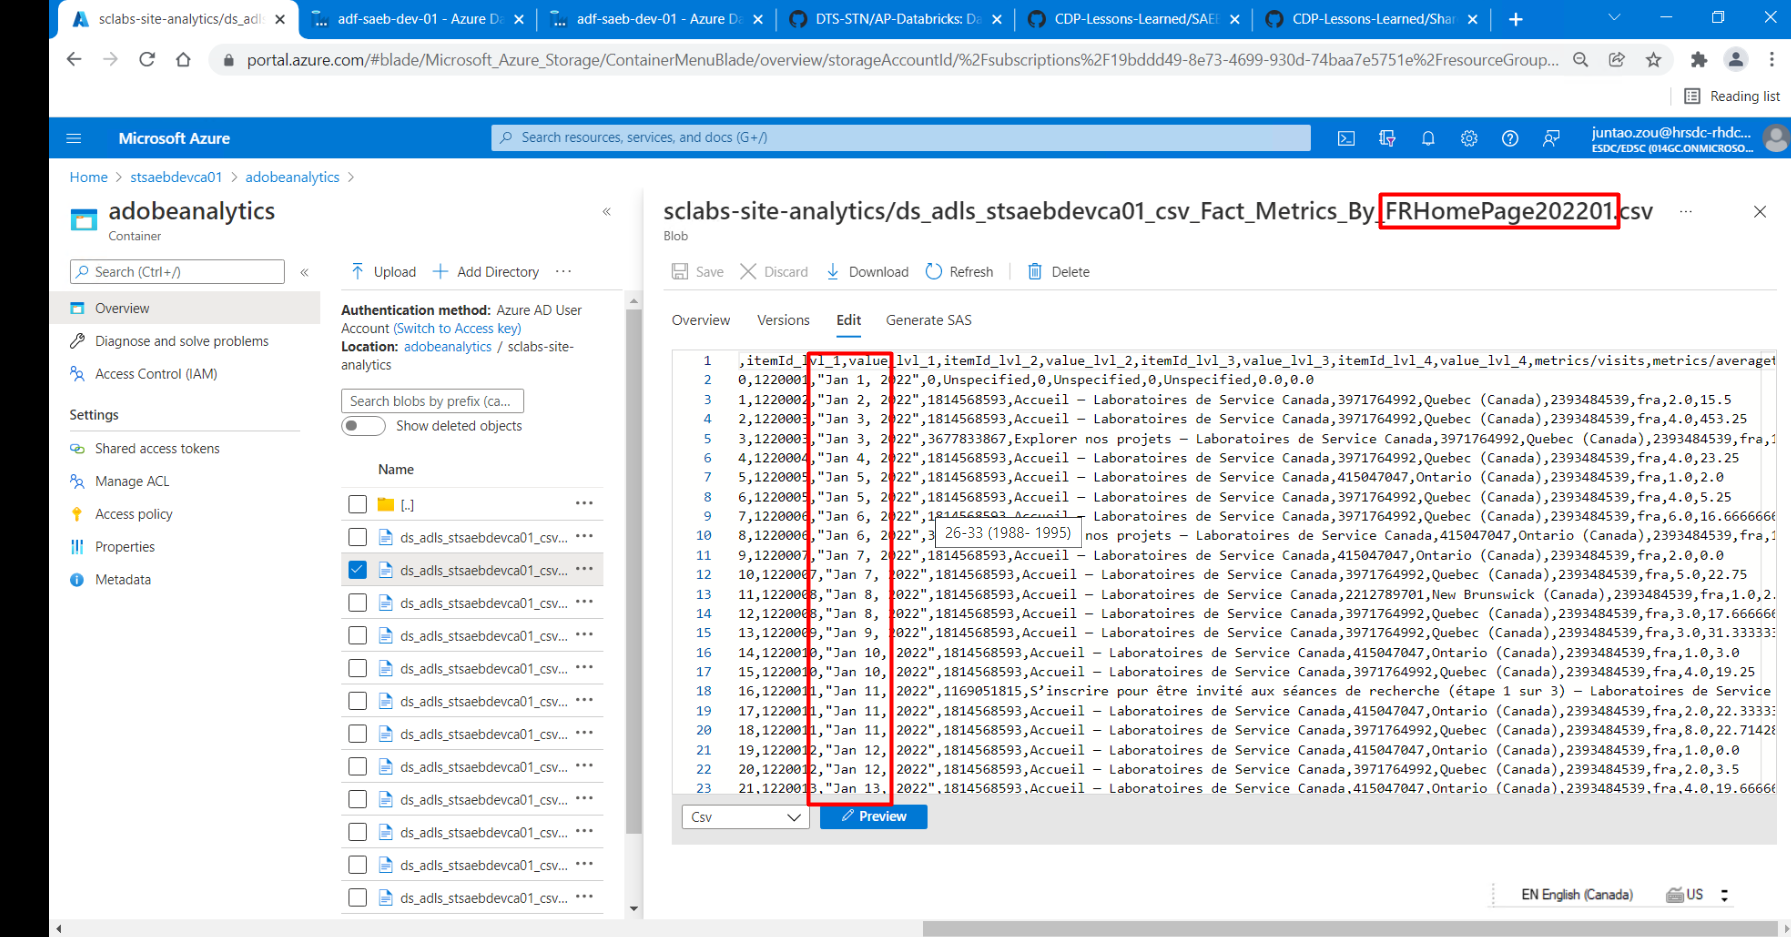 sclabs-site-analytics/ds_adl
adf-saeb-dev-01 - Azure Da
adf-saeb-dev-01 - Azure Da
DTS-STN/AP-Databricks: Da
CDP-Lessons-Learned/SAEB
CDP-Lessons-Learned/Shar
portal.azure.com/#blade/Microsoft_Azure_Storage/ContainerMenuBlade/overview/storageAccountId/%2Fsubscriptions%2F19bddd49-8e73-4699-930d-74baa7e5751e%2FresourceGroup...
Reading list
Microsoft Azure
Search resources, services, and docs (G+/)
juntao.zou@hrsdc-rhdc...
ESDC/EDSC (014GC.ONMICROSO...
Home > stsaebdevca01 > adobeanalytics >
adobeanalytics
Container
Search (Ctrl+/)
Overview
Diagnose and solve problems
Access Control (IAM)
Settings
Shared access tokens
Manage ACL
Access policy
Properties
Metadata
Upload
Add Directory
Authentication method: Azure AD User
Account (Switch to Access key)
Location: adobeanalytics / sclabs-site-
analytics
Search blobs by prefix (ca...
Show deleted objects
Name
[..]
ds_adls_stsaebdevca01_csv...
ds_adls_stsaebdevca01_csv...
ds_adls_stsaebdevca01_csv...
ds_adls_stsaebdevca01_csv...
ds_adls_stsaebdevca01_csv...
ds_adls_stsaebdevca01_csv...
ds_adls_stsaebdevca01_csv...
ds_adls_stsaebdevca01_csv...
ds_adls_stsaebdevca01_csv...
ds_adls_stsaebdevca01_csv...
ds_adls_stsaebdevca01_csv...
ds_adls_stsaebdevca01_csv...
sclabs-site-analytics/ds_adls_stsaebdevca01_csv_Fact_Metrics_By_FRHomePage202201.csv
Blob
Save Discard Download Refresh Delete
Overview Versions Edit Generate SAS
1 ,itemId_lvl_1,value_lvl_1,itemId_lvl_2,value_lvl_2,itemId_lvl_3,value_lvl_3,itemId_lvl_4,value_lvl_4,metrics/visits,metrics/averaget
2 0,1220001,"Jan 1, 2022",0,Unspecified,0,Unspecified,0,Unspecified,0.0,0.0
3 1,1220002,"Jan 2, 2022",1814568593,Accueil — Laboratoires de Service Canada,3971764992,Quebec (Canada),2393484539,fra,2.0,15.5
4 2,1220003,"Jan 3, 2022",1814568593,Accueil — Laboratoires de Service Canada,3971764992,Quebec (Canada),2393484539,fra,4.0,453.25
5 3,1220003,"Jan 3, 2022",3677833867,Explorer nos projets — Laboratoires de Service Canada,3971764992,Quebec (Canada),2393484539,fra,1
6 4,1220004,"Jan 4, 2022",1814568593,Accueil — Laboratoires de Service Canada,3971764992,Quebec (Canada),2393484539,fra,4.0,23.25
7 5,1220005,"Jan 5, 2022",1814568593,Accueil — Laboratoires de Service Canada,415047047,Ontario (Canada),2393484539,fra,1.0,2.0
8 6,1220005,"Jan 5, 2022",1814568593,Accueil — Laboratoires de Service Canada,3971764992,Quebec (Canada),2393484539,fra,4.0,5.25
9 7,1220006,"Jan 6, 2022",1814568593,Accueil — Laboratoires de Service Canada,3971764992,Quebec (Canada),2393484539,fra,6.0,16.6666666
10 8,1220006,"Jan 6, 2022",3 nos projets — Laboratoires de Service Canada,415047047,Ontario (Canada),2393484539,fra,1
26-33 (1988- 1995)
11 9,1220007,"Jan 7, 2022",1814568593,Accueil — Laboratoires de Service Canada,415047047,Ontario (Canada),2393484539,fra,2.0,0.0
12 10,1220007,"Jan 7, 2022",1814568593,Accueil — Laboratoires de Service Canada,3971764992,Quebec (Canada),2393484539,fra,5.0,22.75
13 11,1220008,"Jan 8, 2022",1814568593,Accueil — Laboratoires de Service Canada,2212789701,New Brunswick (Canada),2393484539,fra,1.0,2.
14 12,1220008,"Jan 8, 2022",1814568593,Accueil — Laboratoires de Service Canada,3971764992,Quebec (Canada),2393484539,fra,3.0,17.666666
15 13,1220009,"Jan 9, 2022",1814568593,Accueil — Laboratoires de Service Canada,3971764992,Quebec (Canada),2393484539,fra,3.0,31.333333
16 14,1220010,"Jan 10, 2022",1814568593,Accueil — Laboratoires de Service Canada,415047047,Ontario (Canada),2393484539,fra,1.0,3.0
17 15,1220010,"Jan 10, 2022",1814568593,Accueil — Laboratoires de Service Canada,3971764992,Quebec (Canada),2393484539,fra,4.0,19.25
18 16,1220011,"Jan 11, 2022",1169051815,S'inscrire pour être invité aux séances de recherche (étape 1 sur 3) — Laboratoires de Service
19 17,1220011,"Jan 11, 2022",1814568593,Accueil — Laboratoires de Service Canada,415047047,Ontario (Canada),2393484539,fra,2.0,22.33333
20 18,1220011,"Jan 11, 2022",1814568593,Accueil — Laboratoires de Service Canada,3971764992,Quebec (Canada),2393484539,fra,8.0,22.71428
21 19,1220012,"Jan 12, 2022",1814568593,Accueil — Laboratoires de Service Canada,415047047,Ontario (Canada),2393484539,fra,1.0,0.0
22 20,1220012,"Jan 12, 2022",1814568593,Accueil — Laboratoires de Service Canada,3971764992,Quebec (Canada),2393484539,fra,2.0,3.5
23 21,1220013,"Jan 13, 2022",1814568593,Accueil — Laboratoires de Service Canada,415047047,Ontario (Canada),2393484539,fra,4.0,19.66666
Csv
Preview
EN English (Canada) US